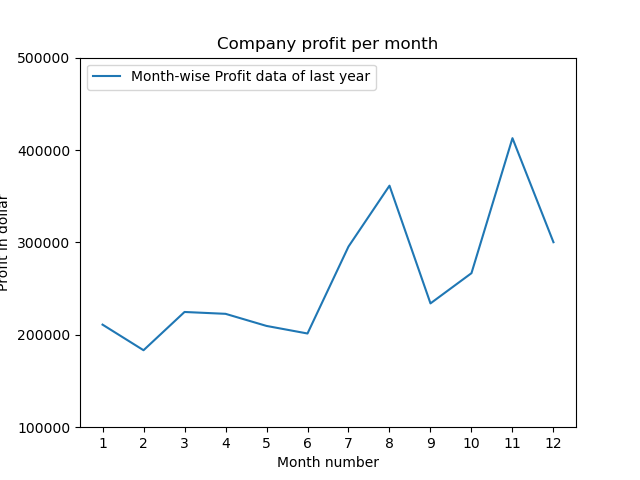 Company profit per month
Month-wise Profit data of last year
500000
400000
300000
200000
100000
Profit in dollar
1 2 3 4 5 6 7 8 9 10 11 12
Month number